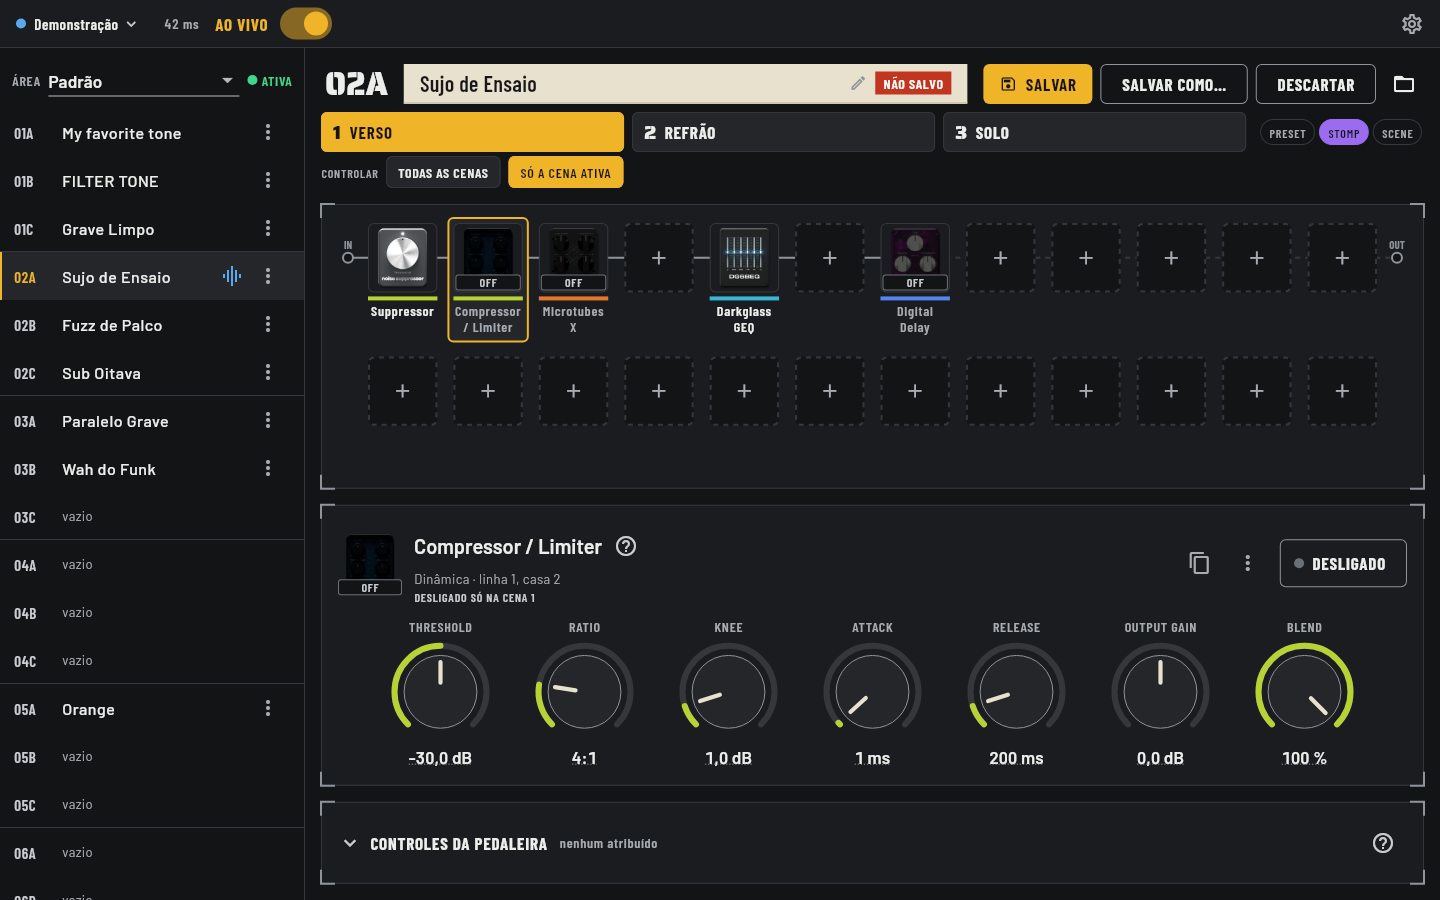 Demonstração
42 ms
AO VIVO
ÁREA
Padrão
ATIVA
01A My favorite tone
01B FILTER TONE
01C Grave Limpo
02A Sujo de Ensaio
02B Fuzz de Palco
02C Sub Oitava
03A Paralelo Grave
03B Wah do Funk
03C vazio
04A vazio
04B vazio
04C vazio
05A Orange
05B vazio
05C vazio
06A vazio
02A
Sujo de Ensaio
NÃO SALVO
SALVAR
SALVAR COMO...
DESCARTAR
1 VERSO
2 REFRÃO
3 SOLO
PRESET
STOMP
SCENE
CONTROLAR
TODAS AS CENAS
SÓ A CENA ATIVA
IN
OUT
noise suppressor
Suppressor
OFF
Compressor
/ Limiter
OFF
Microtubes
X
Darkglass
GEQ
OFF
Digital
Delay
Compressor / Limiter
OFF
Dinâmica · linha 1, casa 2
DESLIGADO SÓ NA CENA 1
DESLIGADO
THRESHOLD
RATIO
KNEE
ATTACK
RELEASE
OUTPUT GAIN
BLEND
-30,0 dB
4:1
1,0 dB
1 ms
200 ms
0,0 dB
100 %
CONTROLES DA PEDALEIRA
nenhum atribuído